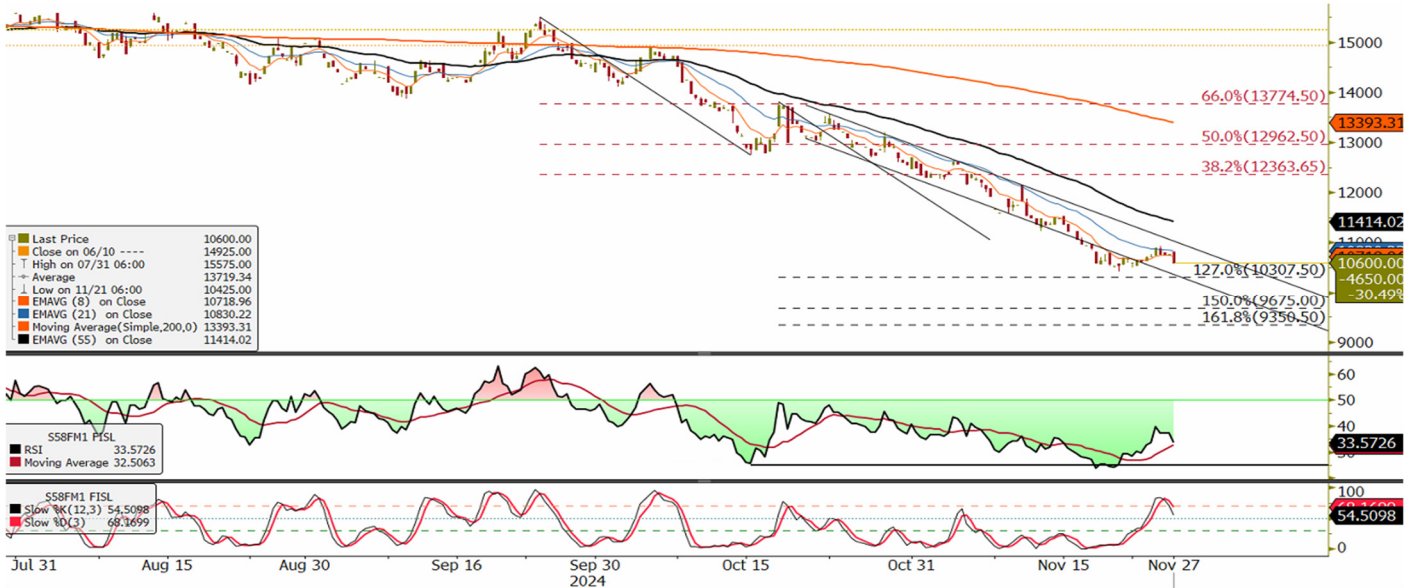 15000
14000
66.0%(13774.50)
13393.31
50.0%(12962.50)
13000
38.2%(12363.65)
12000
11414.02
11000
Last Price 10600.00
Close on 06/10 ---- 14925.00
High on 07/31 06:00 15575.00
Average 13719.34
Low on 11/21 06:00 10425.00
EMAVG (8) on Close 10718.96
EMAVG (21) on Close 10830.22
Moving Average(Simple,200,0) 13393.31
EMAVG (55) on Close 11414.02
10600.00
-4650.00
-30.49%
127.0%(10307.50)
150.0%(9675.00)
161.8%(9350.50)
9000
60
50
40
S58FM1 FISL
RSI 33.5726
Moving Average 32.5063
33.5726
S58FM1 FISL
Slow %K(12,3) 54.5098
Slow %D(3) 68.1699
100
54.5098
0
Jul 31 Aug 15 Aug 30 Sep 16 Sep 30 Oct 15 Oct 31 Nov 15 Nov 27
2024